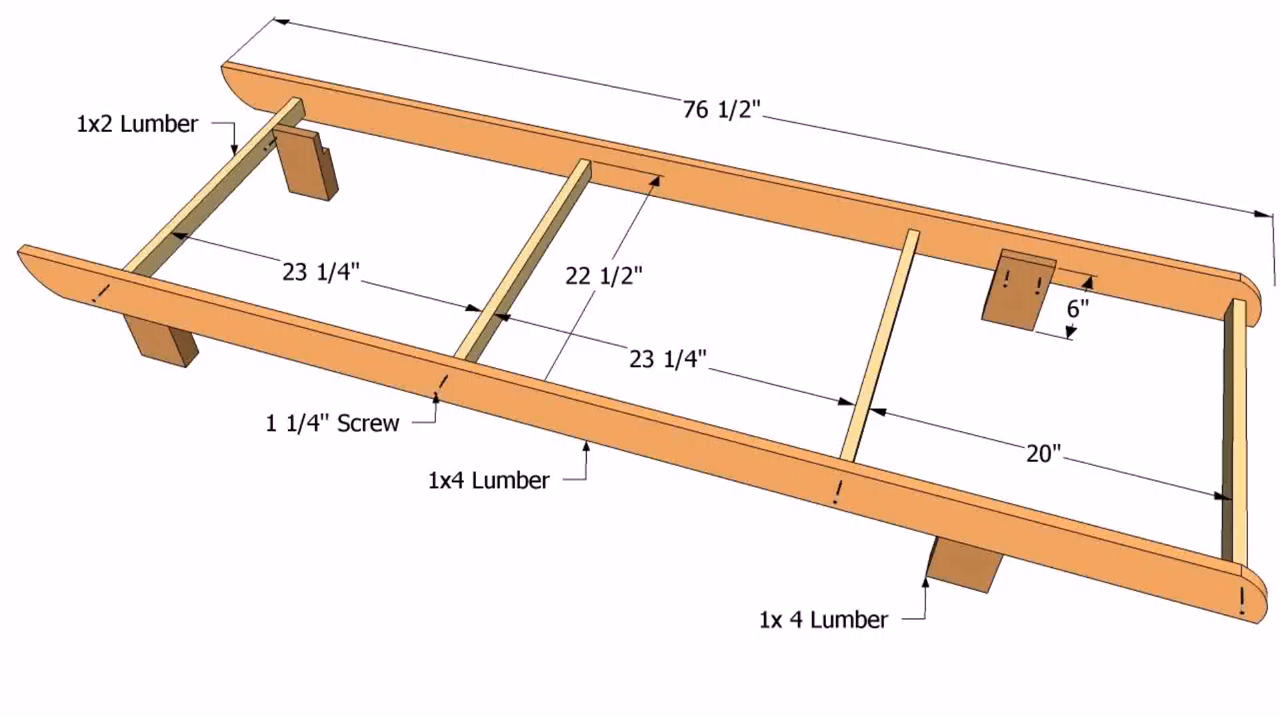 76 1/2"
1x2 Lumber
23 1/4"
22 1/2"
6"
23 1/4"
1 1/4" Screw
20"
1x4 Lumber
1x 4 Lumber